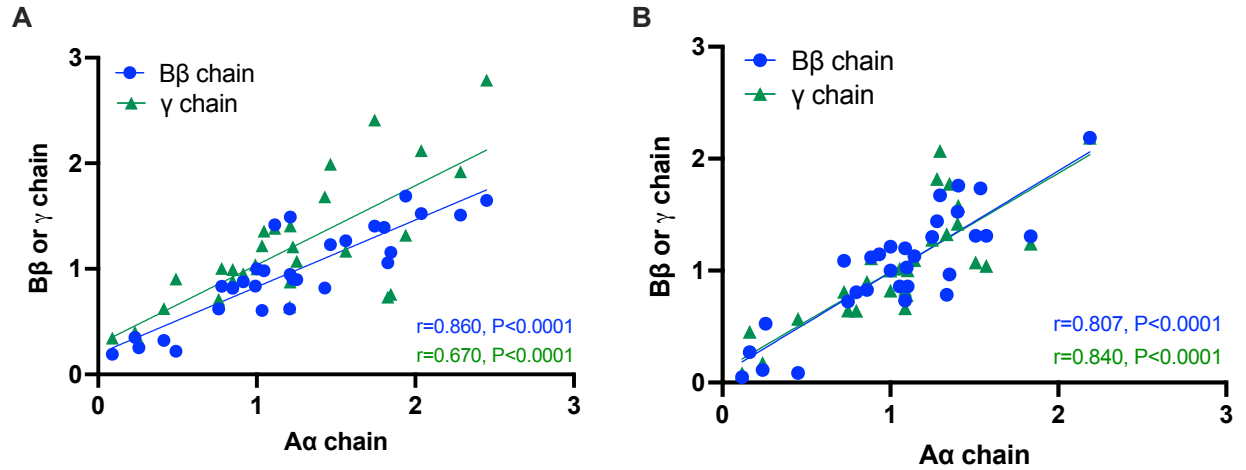 A
3
Bβ chain
γ chain
2
1
0
Bβ or γ chain
r=0.860, P<0.0001
r=0.670, P<0.0001
0 1 2 3
Aα chain
B
3
Bβ chain
γ chain
2
1
0
Bβ or γ chain
r=0.807, P<0.0001
r=0.840, P<0.0001
0 1 2 3
Aα chain